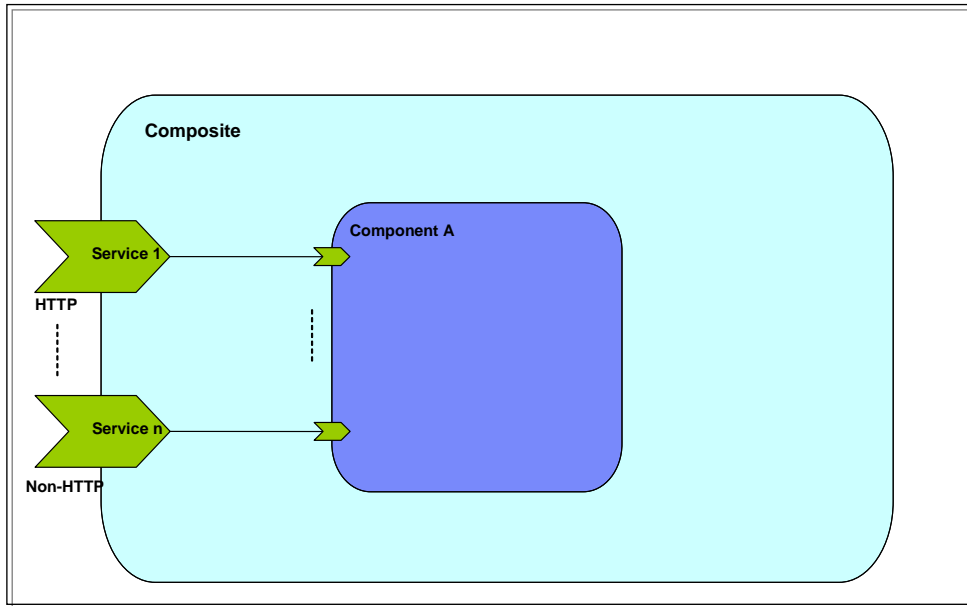 Composite
Component A
Service 1
HTTP
Service n
Non-HTTP